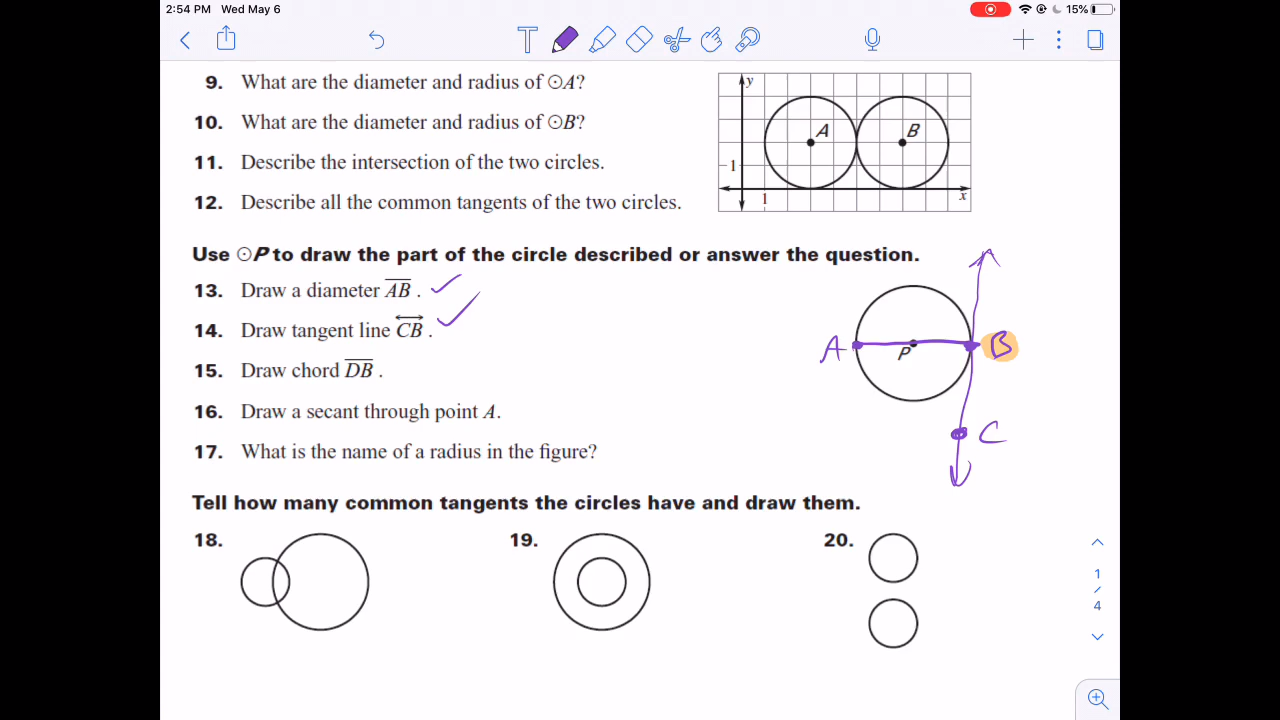 2:54 PM Wed May 6
15%
T
9. What are the diameter and radius of ⊙A?
10. What are the diameter and radius of ⊙B?
11. Describe the intersection of the two circles.
12. Describe all the common tangents of the two circles.
y
A
B
1
1
x
Use ⊙P to draw the part of the circle described or answer the question.
13. Draw a diameter AB.
14. Draw tangent line CB.
15. Draw chord DB.
16. Draw a secant through point A.
17. What is the name of a radius in the figure?
A
P
B
C
Tell how many common tangents the circles have and draw them.
18.
19.
20.
1
/
4